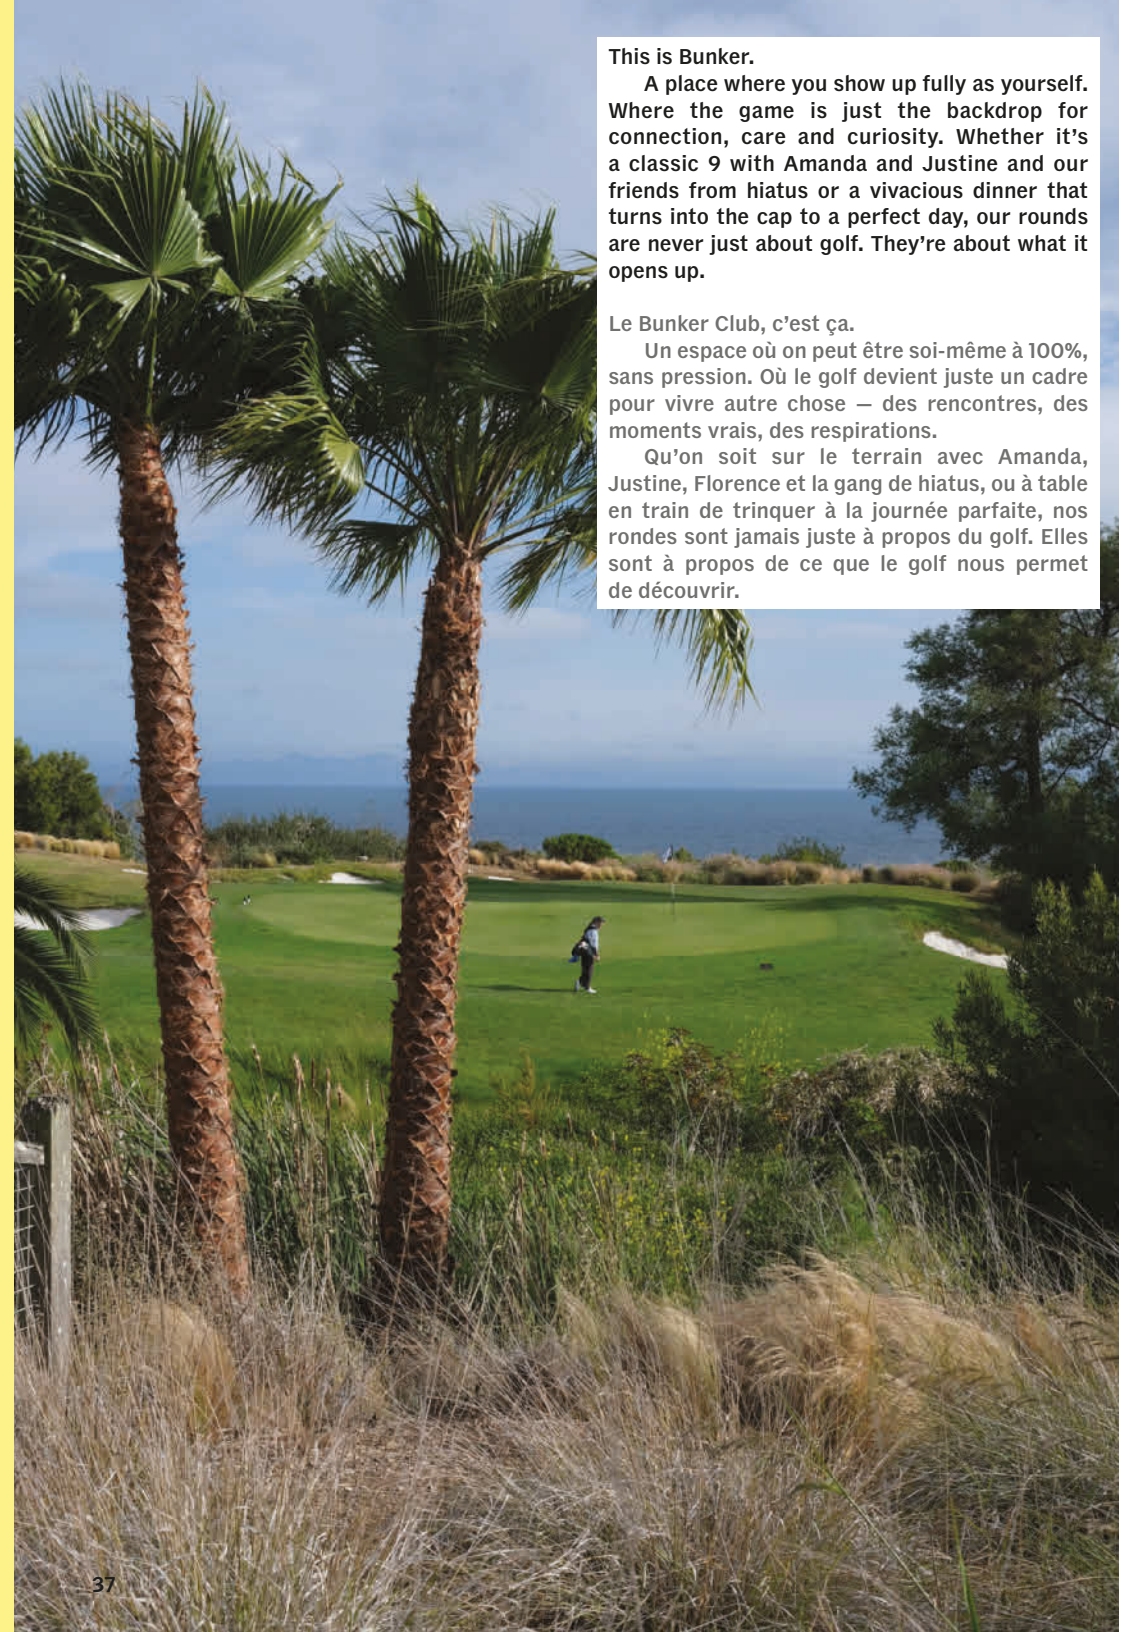 This is Bunker.
A place where you show up fully as yourself.
Where the game is just the backdrop for
connection, care and curiosity. Whether it’s
a classic 9 with Amanda and Justine and our
friends from hiatus or a vivacious dinner that
turns into the cap to a perfect day, our rounds
are never just about golf. They’re about what it
opens up.
Le Bunker Club, c’est ça.
Un espace où on peut être soi-même à 100%,
sans pression. Où le golf devient juste un cadre
pour vivre autre chose — des rencontres, des
moments vrais, des respirations.
Qu’on soit sur le terrain avec Amanda,
Justine, Florence et la gang de hiatus, ou à table
en train de trinquer à la journée parfaite, nos
rondes sont jamais juste à propos du golf. Elles
sont à propos de ce que le golf nous permet
de découvrir.
37